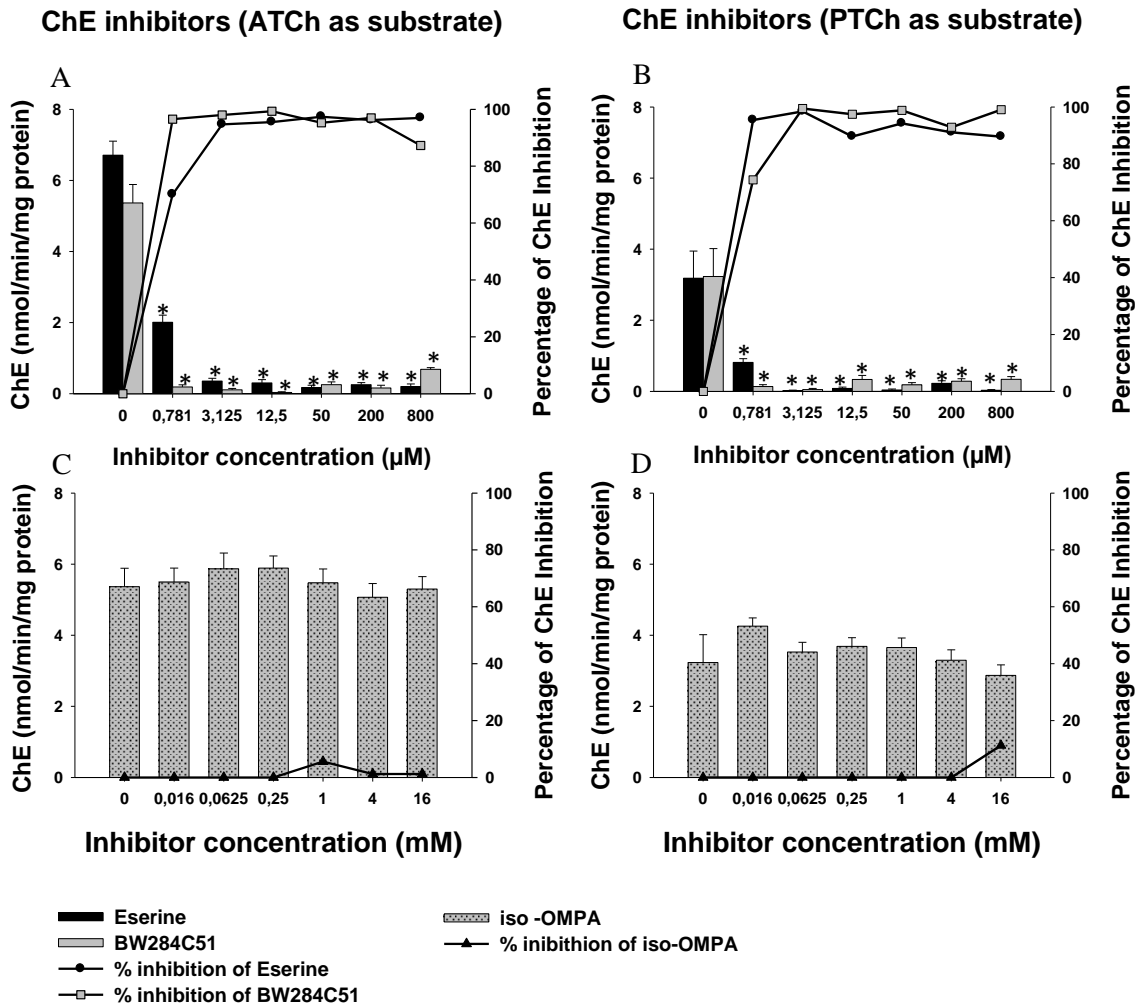 ChE inhibitors (ATCh as substrate)
ChE inhibitors (PTCh as substrate)
A
ChE (nmol/min/mg protein)
8
6
4
2
0
100
80
60
40
20
0
Percentage of ChE Inhibition
* * * * * * * * * * * *
0 0,781 3,125 12,5 50 200 800
Inhibitor concentration (µM)
B
ChE (nmol/min/mg protein)
8
6
4
2
0
100
80
60
40
20
0
Percentage of ChE Inhibition
* * * * * * * * * * * *
0 0,781 3,125 12,5 50 200 800
Inhibitor concentration (µM)
C
ChE (nmol/min/mg protein)
8
6
4
2
0
100
80
60
40
20
0
Percentage of ChE Inhibition
0 0,016 0,0625 0,25 1 4 16
Inhibitor concentration (mM)
D
ChE (nmol/min/mg protein)
8
6
4
2
0
100
80
60
40
20
0
Percentage of ChE Inhibition
0 0,016 0,0625 0,25 1 4 16
Inhibitor concentration (mM)
Eserine
BW284C51
% inhibition of Eserine
% inhibition of BW284C51
iso -OMPA
% inibithion of iso-OMPA